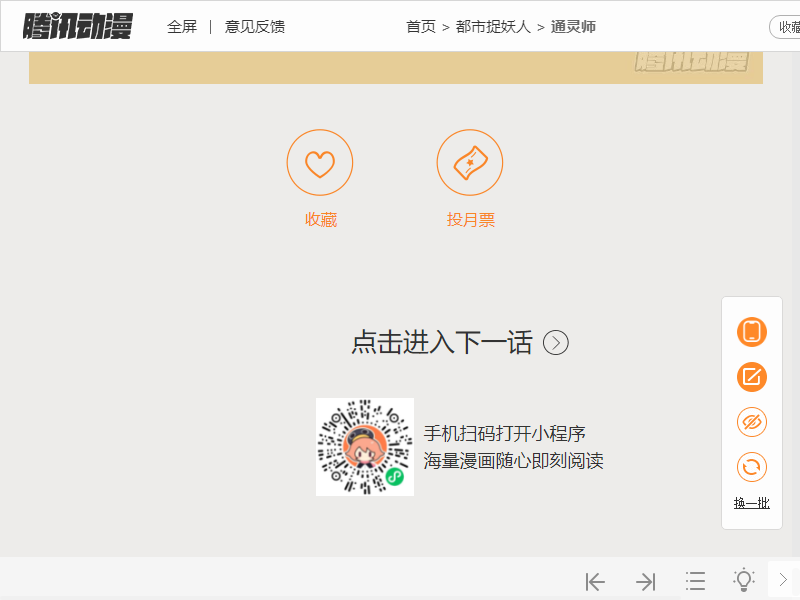 腾讯动漫
全屏 | 意见反馈
首页 > 都市捉妖人 > 通灵师
收藏
腾讯动漫
收藏
投月票
点击进入下一话
手机扫码打开小程序
海量漫画随心即刻阅读
换一批